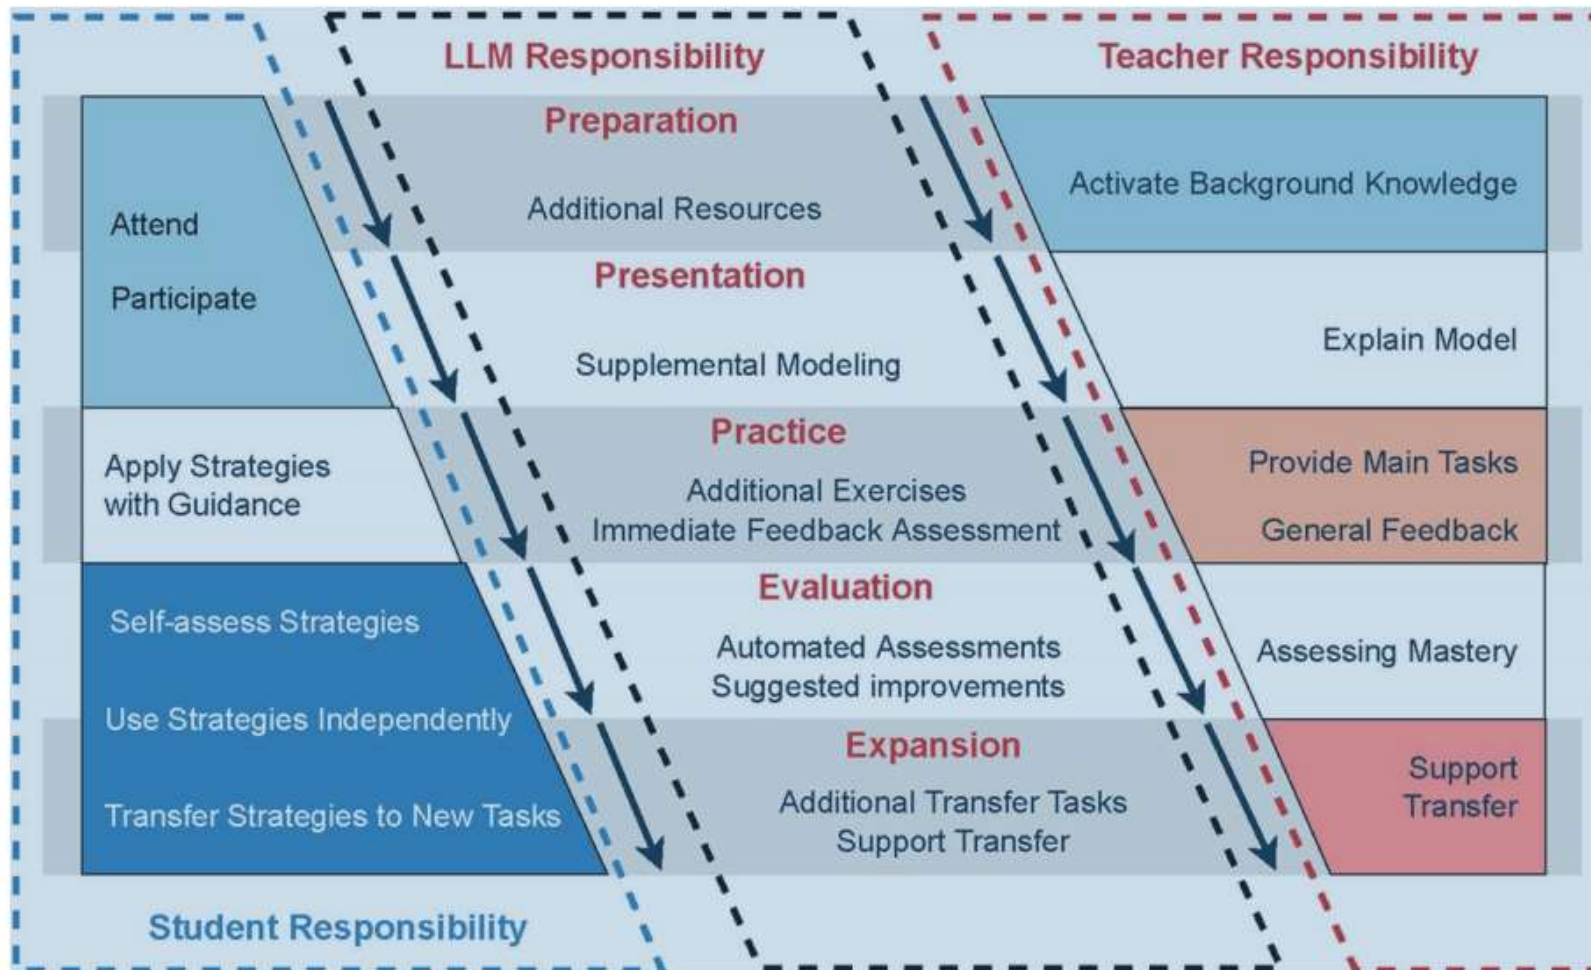 LLM Responsibility
Teacher Responsibility
Preparation
Attend
Additional Resources
Activate Background Knowledge
Participate
Presentation
Supplemental Modeling
Explain Model
Apply Strategies
with Guidance
Practice
Additional Exercises
Immediate Feedback Assessment
Provide Main Tasks
General Feedback
Self-assess Strategies
Evaluation
Automated Assessments
Suggested improvements
Assessing Mastery
Use Strategies Independently
Transfer Strategies to New Tasks
Expansion
Additional Transfer Tasks
Support Transfer
Support
Transfer
Student Responsibility